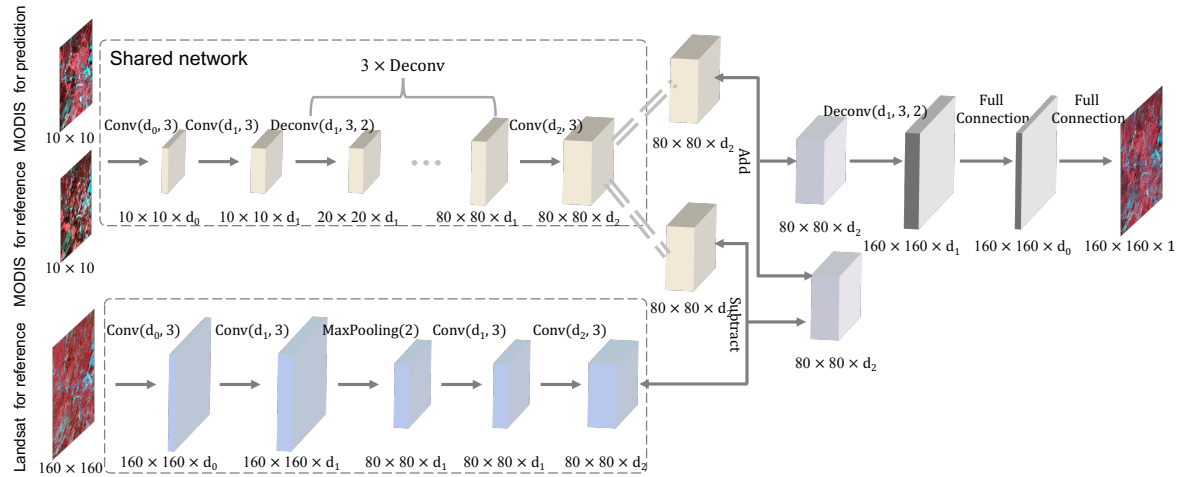 MODIS for prediction
10 × 10
MODIS for reference
10 × 10
Landsat for reference
160 × 160
Shared network
3 × Deconv
Conv(d₀, 3)
Conv(d₁, 3)
Deconv(d₁, 3, 2)
Conv(d₂, 3)
10 × 10 × d₀
10 × 10 × d₁
20 × 20 × d₁
80 × 80 × d₁
80 × 80 × d₂
80 × 80 × d₂
80 × 80 × d₂
Add
Subtract
80 × 80 × d₂
80 × 80 × d₂
Deconv(d₁, 3, 2)
Full
Connection
Full
Connection
160 × 160 × d₁
160 × 160 × d₀
160 × 160 × 1
Conv(d₀, 3)
Conv(d₁, 3)
MaxPooling(2)
Conv(d₁, 3)
Conv(d₂, 3)
160 × 160 × d₀
160 × 160 × d₁
80 × 80 × d₁
80 × 80 × d₁
80 × 80 × d₂